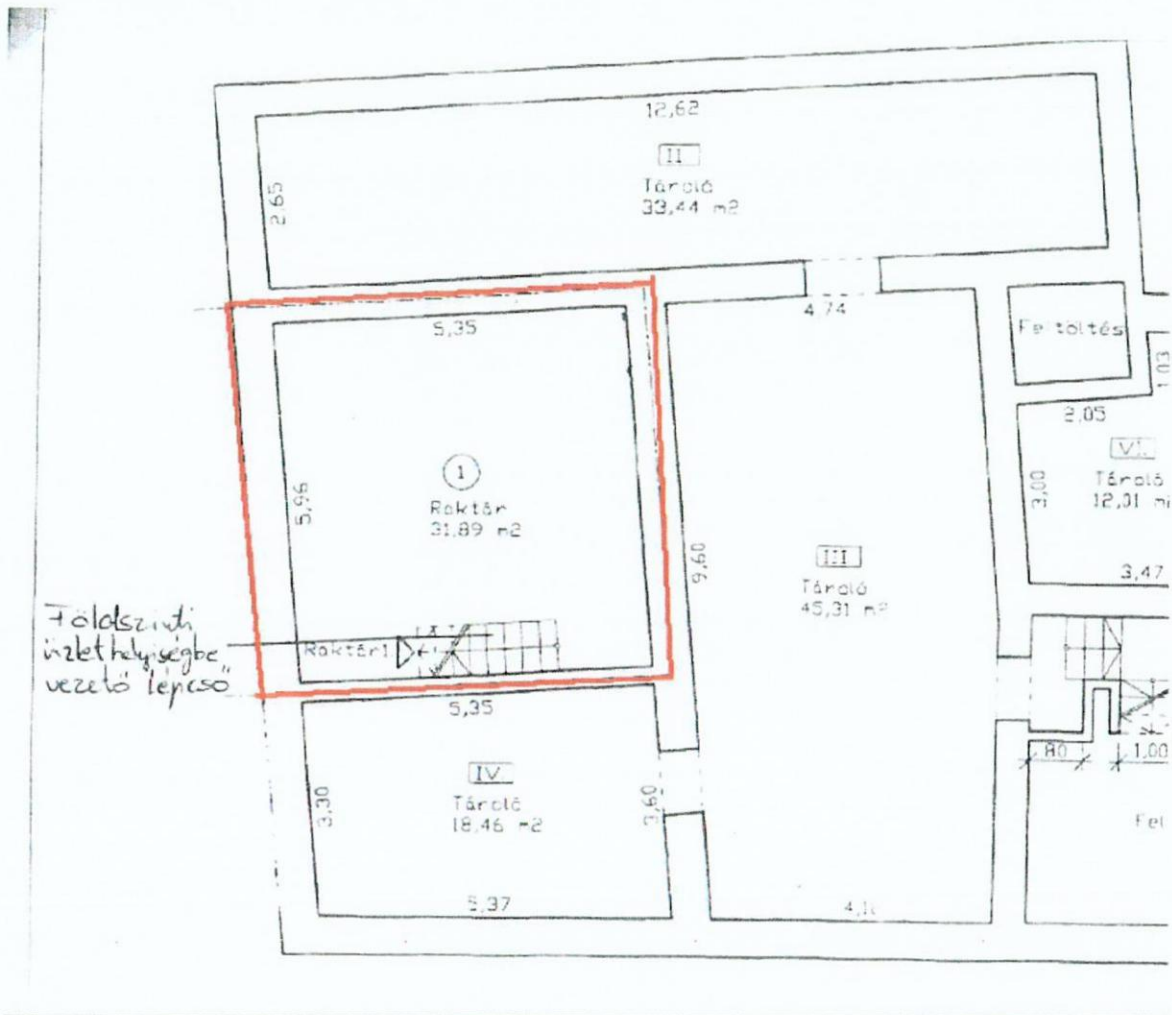 12,62
II
Tároló
33,44 m2
2,65
5,35
4,74
Feltöltés
1,03
2,05
VI.
Tároló
12,01
3,00
3,47
1
Raktár
31,89 m2
5,96
9,60
III
Tároló
45,31 m2
Földszinti
üzlethelyiségbe
vezető lépcső
Raktár1
5,35
IV
Tároló
18,46 m2
3,30
3,60
5,37
80
1,00
Fel